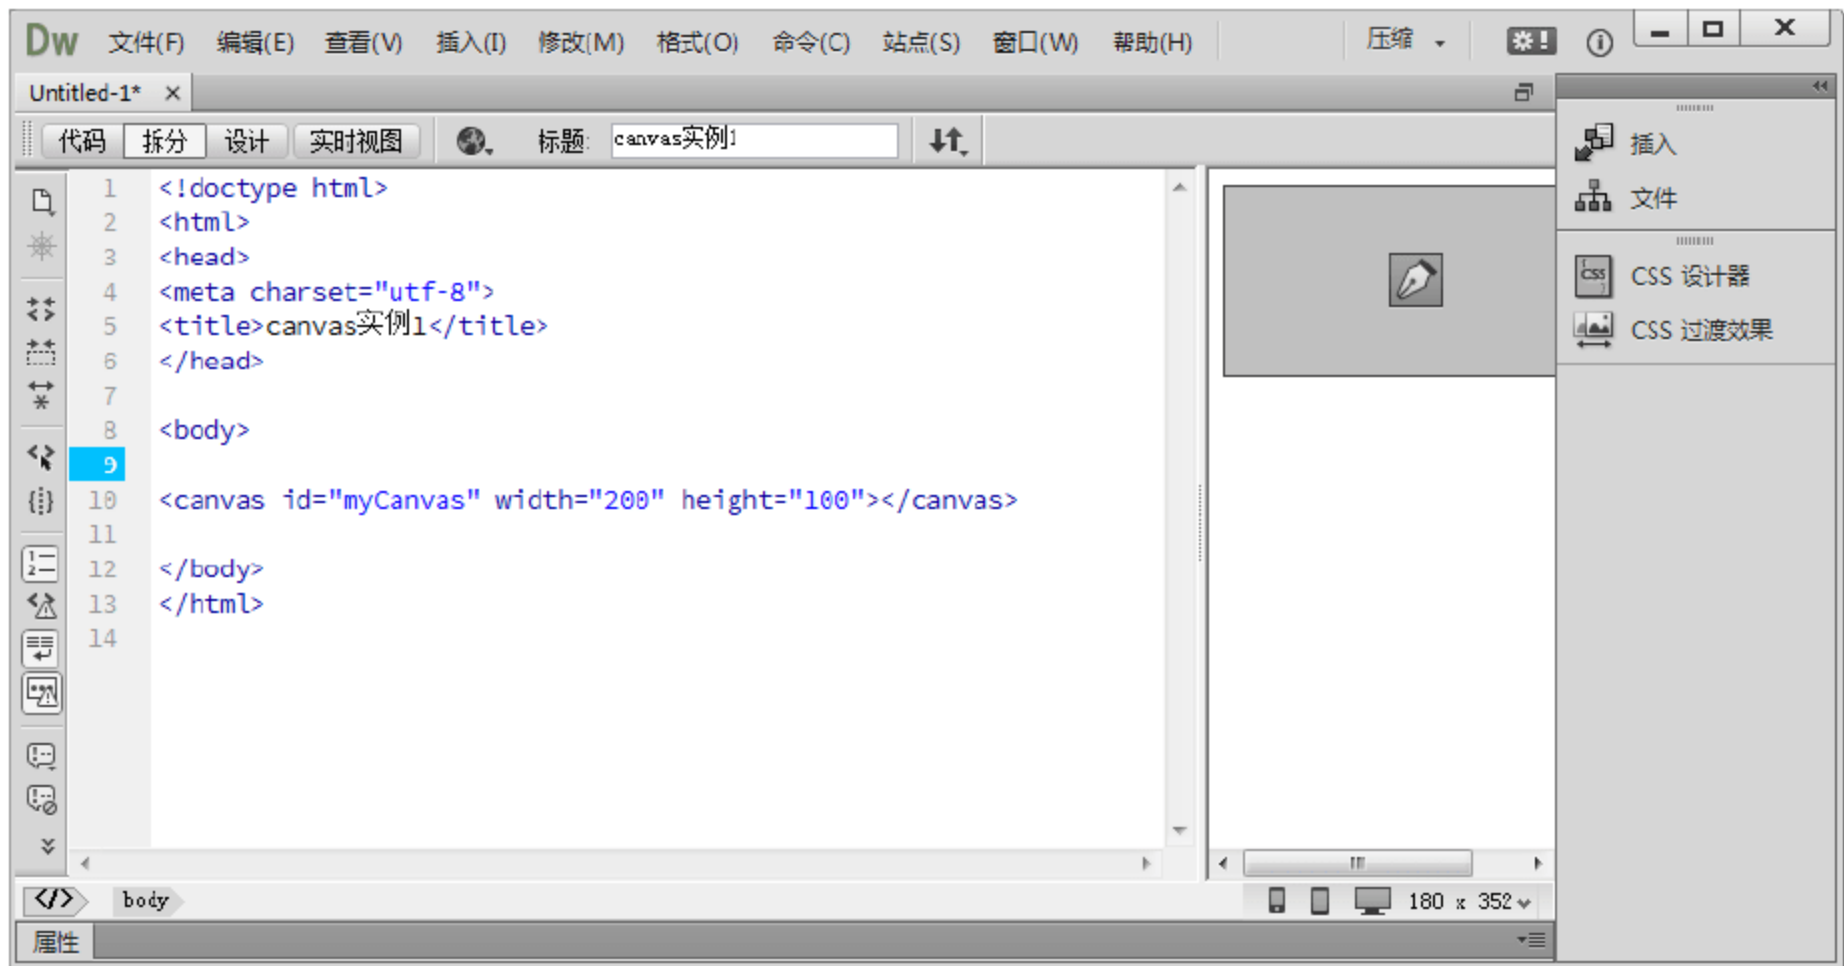 Dw 文件(F) 编辑(E) 查看(V) 插入(I) 修改(M) 格式(O) 命令(C) 站点(S) 窗口(W) 帮助(H) 压缩
Untitled-1*
代码 拆分 设计 实时视图 标题: canvas实例1
插入
文件
CSS 设计器
CSS 过渡效果
1 <!doctype html>
2 <html>
3 <head>
4 <meta charset="utf-8">
5 <title>canvas实例1</title>
6 </head>
7
8 <body>
9
10 <canvas id="myCanvas" width="200" height="100"></canvas>
11
12 </body>
13 </html>
14
body 180 x 352
属性